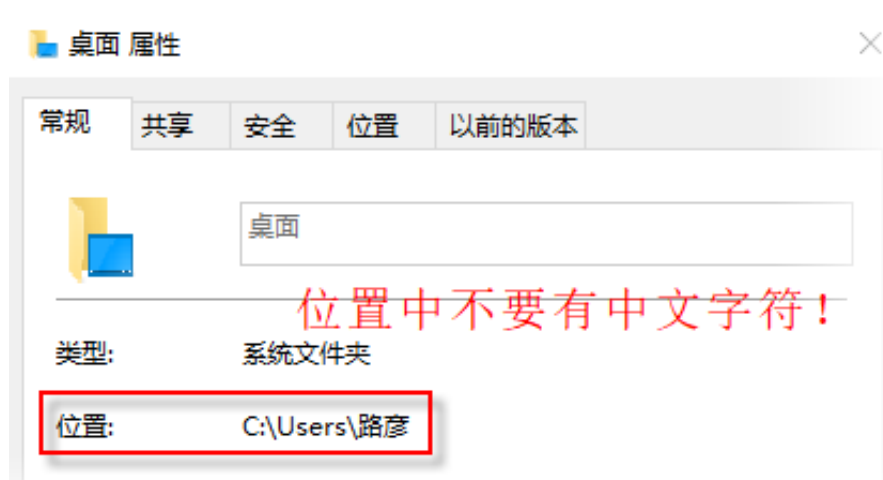 桌面 属性
常规 共享 安全 位置 以前的版本
桌面
位置中不要有中文字符！
类型: 系统文件夹
位置: C:\Users\路彦